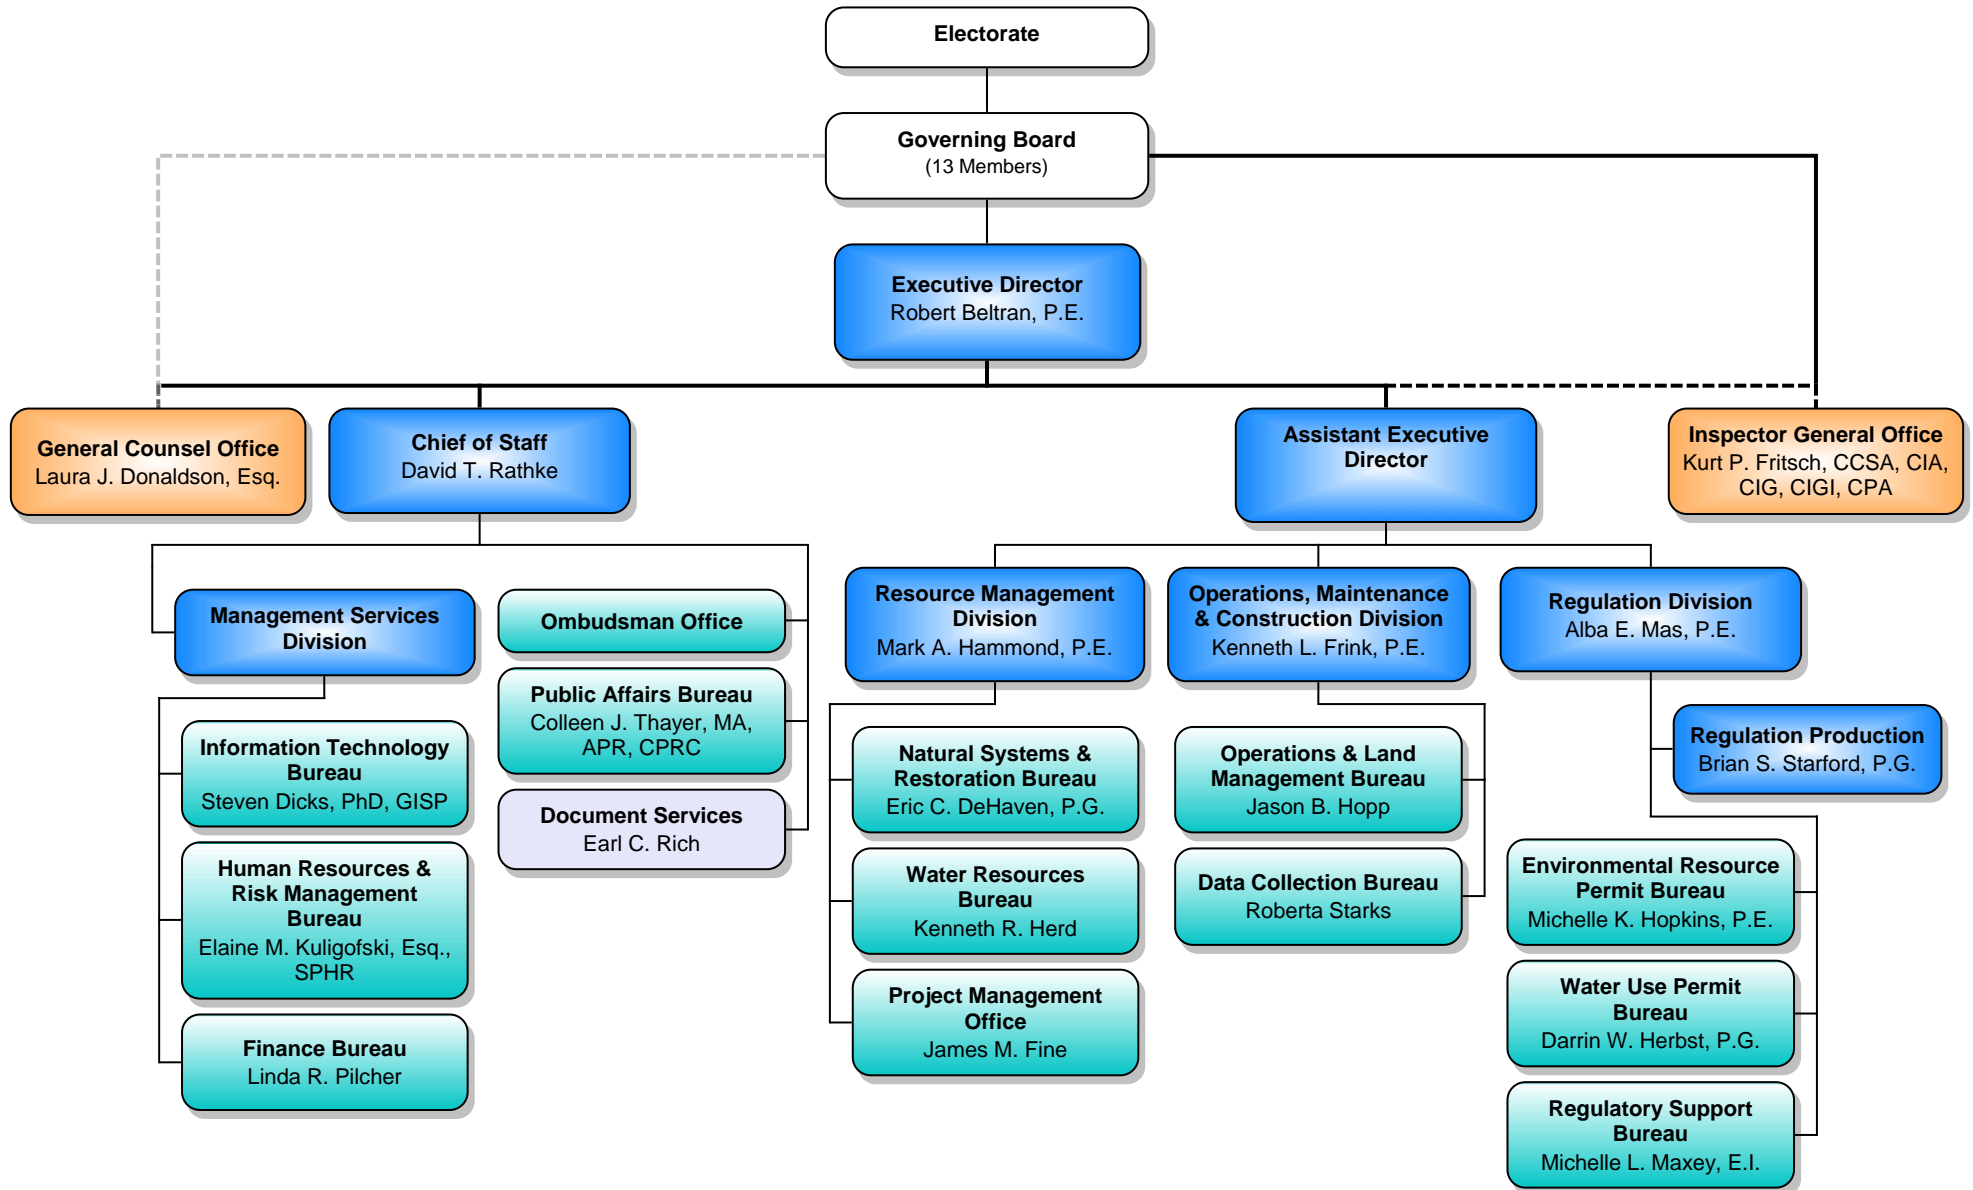 Electorate
Governing Board
(13 Members)
Executive Director
Robert Beltran, P.E.
General Counsel Office
Laura J. Donaldson, Esq.
Chief of Staff
David T. Rathke
Assistant Executive
Director
Inspector General Office
Kurt P. Fritsch, CCSA, CIA,
CIG, CIGI, CPA
Management Services
Division
Information Technology
Bureau
Steven Dicks, PhD, GISP
Human Resources &
Risk Management
Bureau
Elaine M. Kuligofski, Esq.,
SPHR
Finance Bureau
Linda R. Pilcher
Ombudsman Office
Public Affairs Bureau
Colleen J. Thayer, MA,
APR, CPRC
Document Services
Earl C. Rich
Resource Management
Division
Mark A. Hammond, P.E.
Natural Systems &
Restoration Bureau
Eric C. DeHaven, P.G.
Water Resources
Bureau
Kenneth R. Herd
Project Management
Office
James M. Fine
Operations, Maintenance
& Construction Division
Kenneth L. Frink, P.E.
Operations & Land
Management Bureau
Jason B. Hopp
Data Collection Bureau
Roberta Starks
Regulation Division
Alba E. Mas, P.E.
Regulation Production
Brian S. Starford, P.G.
Environmental Resource
Permit Bureau
Michelle K. Hopkins, P.E.
Water Use Permit
Bureau
Darrin W. Herbst, P.G.
Regulatory Support
Bureau
Michelle L. Maxey, E.I.